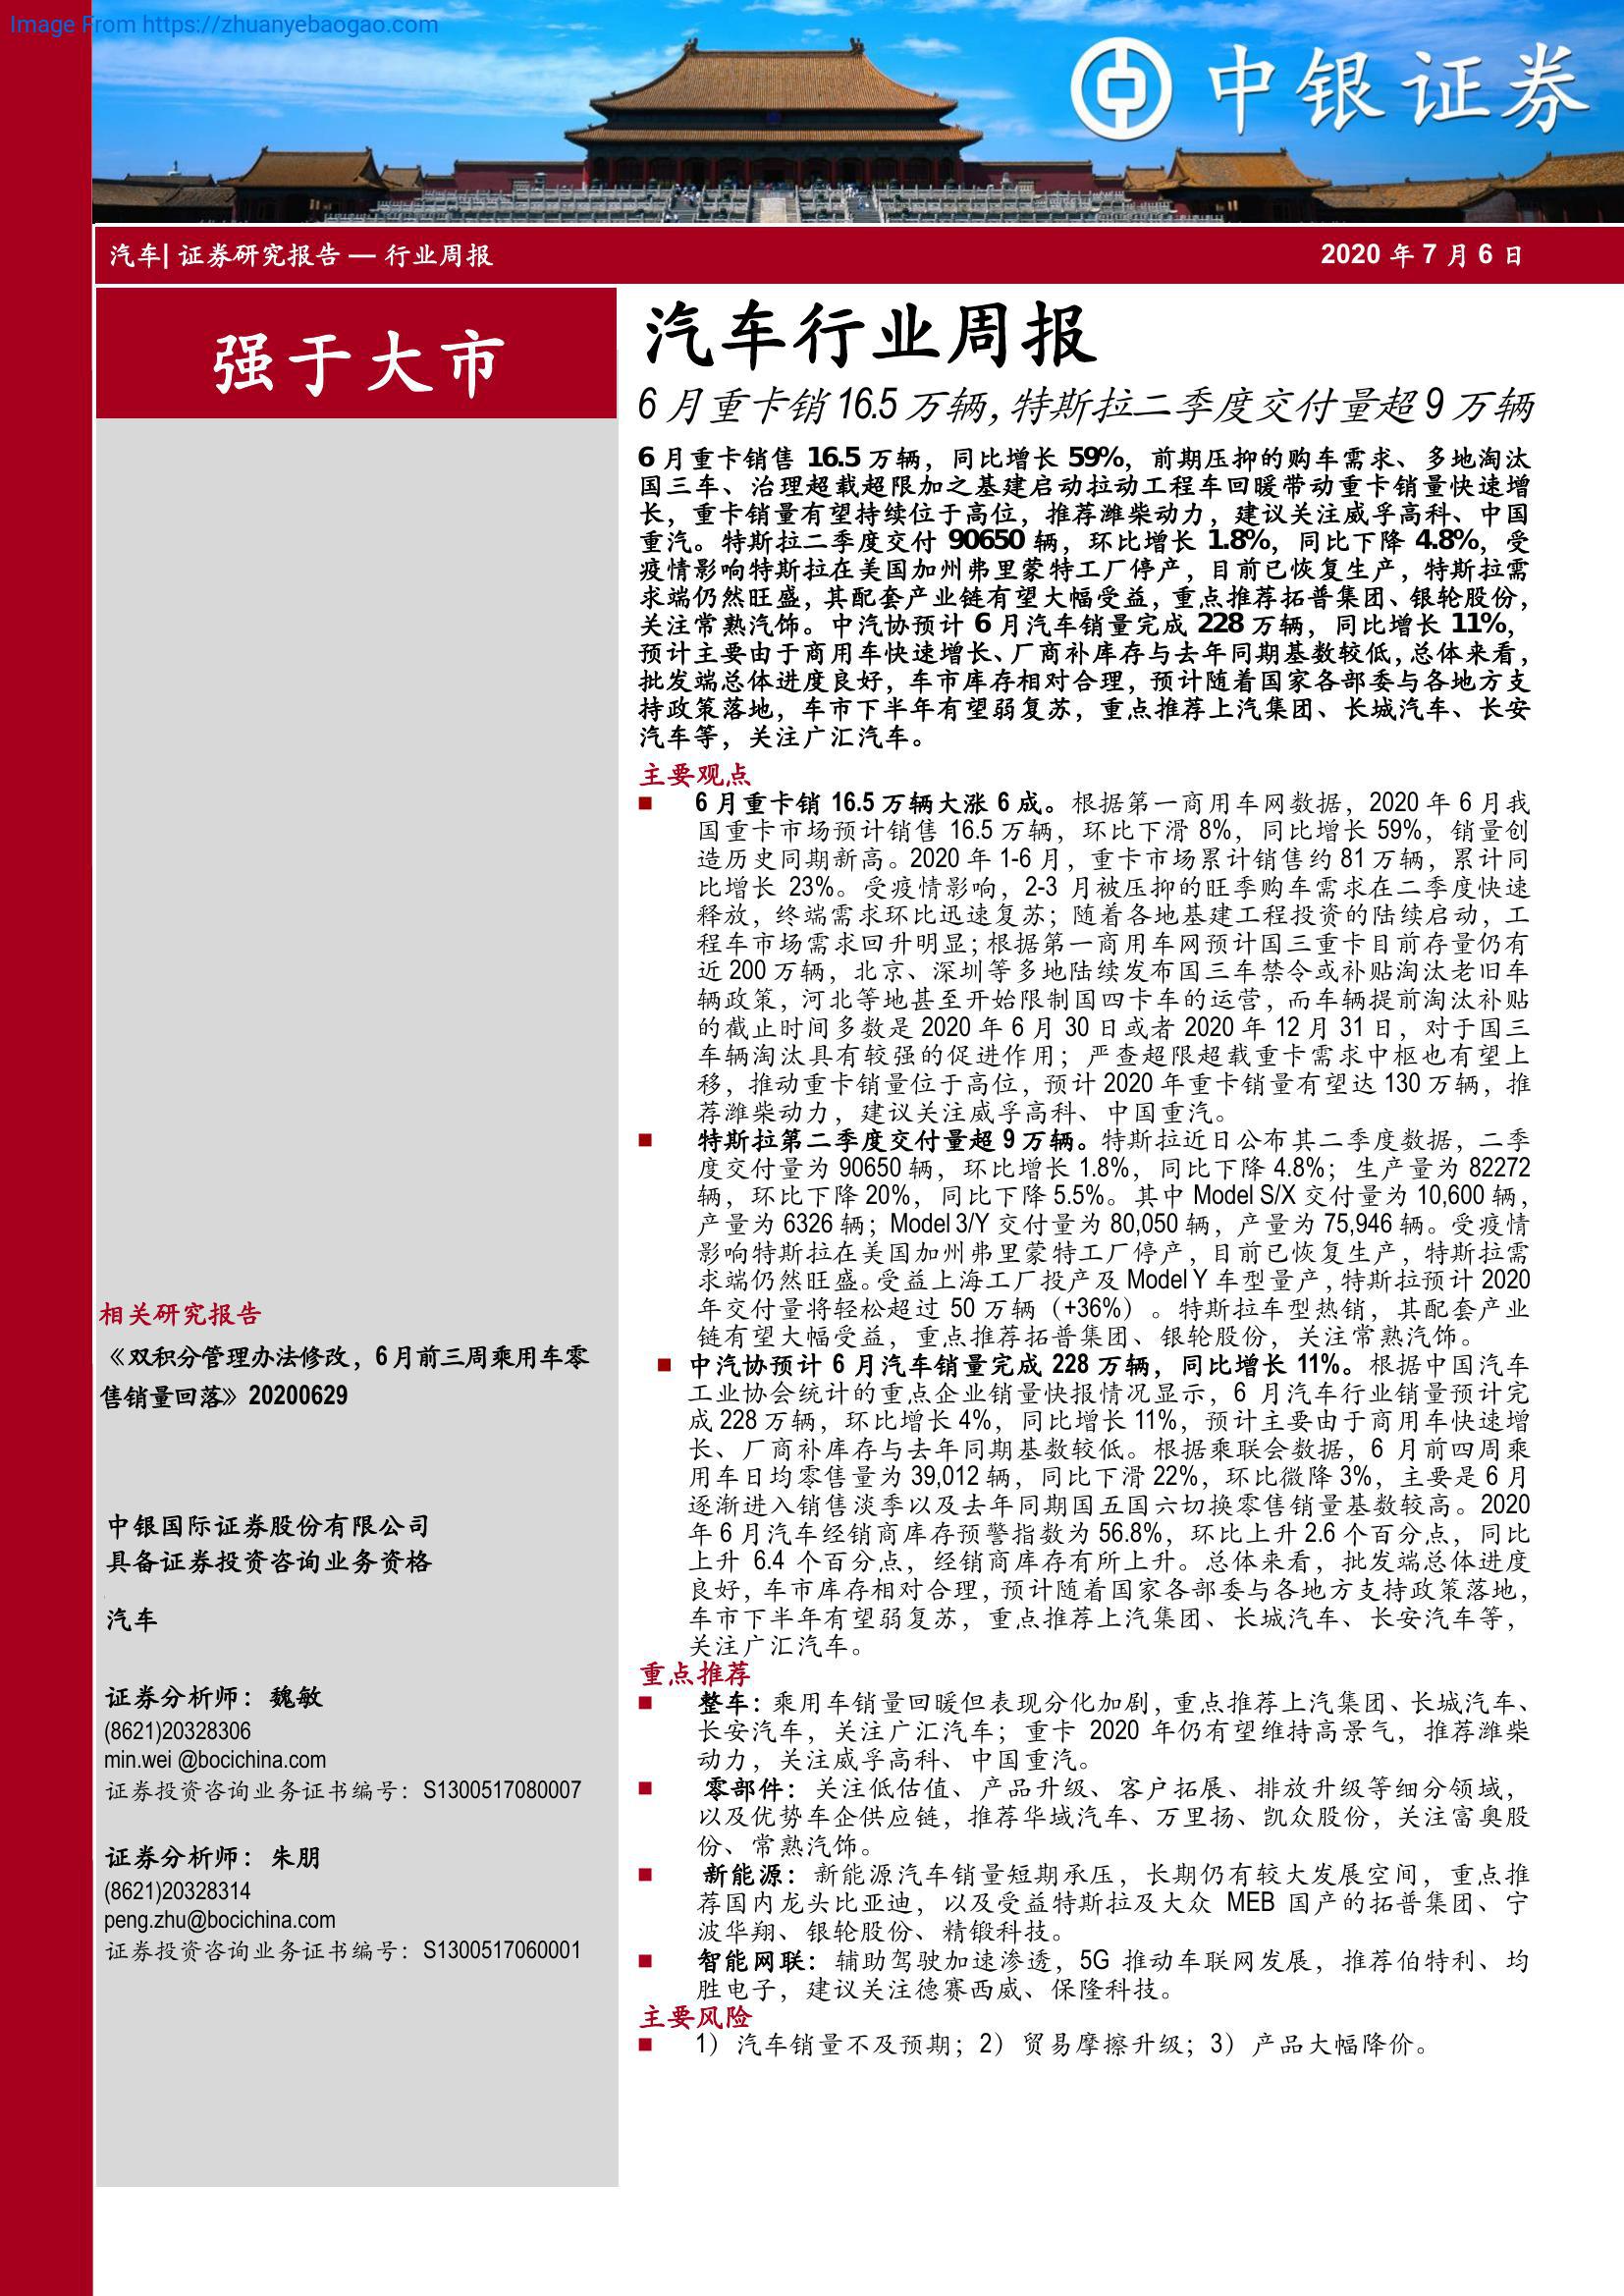 Image From https://zhuanyebaogao.com
中银证券
汽车| 证券研究报告 — 行业周报
2020 年 7 月 6 日
强于大市
相关研究报告
《双积分管理办法修改，6月前三周乘用车零
售销量回落》20200629
中银国际证券股份有限公司
具备证券投资咨询业务资格
汽车
证券分析师：魏敏
(8621)20328306
min.wei @bocichina.com
证券投资咨询业务证书编号：S1300517080007
证券分析师：朱朋
(8621)20328314
peng.zhu@bocichina.com
证券投资咨询业务证书编号：S1300517060001
汽车行业周报
6 月重卡销 16.5 万辆，特斯拉二季度交付量超 9 万辆
6 月重卡销售 16.5 万辆，同比增长 59%，前期压抑的购车需求、多地淘汰
国三车、治理超载超限加之基建启动拉动工程车回暖带动重卡销量快速增
长，重卡销量有望持续位于高位，推荐潍柴动力，建议关注威孚高科、中国
重汽。特斯拉二季度交付 90650 辆，环比增长 1.8%，同比下降 4.8%，受
疫情影响特斯拉在美国加州弗里蒙特工厂停产，目前已恢复生产，特斯拉需
求端仍然旺盛，其配套产业链有望大幅受益，重点推荐拓普集团、银轮股份，
关注常熟汽饰。中汽协预计 6 月汽车销量完成 228 万辆，同比增长 11%，
预计主要由于商用车快速增长、厂商补库存与去年同期基数较低，总体来看，
批发端总体进度良好，车市库存相对合理，预计随着国家各部委与各地方支
持政策落地，车市下半年有望弱复苏，重点推荐上汽集团、长城汽车、长安
汽车等，关注广汇汽车。
主要观点
■ 6 月重卡销 16.5 万辆大涨 6 成。根据第一商用车网数据，2020 年 6 月我
国重卡市场预计销售 16.5 万辆，环比下滑 8%，同比增长 59%，销量创
造历史同期新高。2020 年 1-6 月，重卡市场累计销售约 81 万辆，累计同
比增长 23%。受疫情影响，2-3 月被压抑的旺季购车需求在二季度快速
释放，终端需求环比迅速复苏；随着各地基建工程投资的陆续启动，工
程车市场需求回升明显；根据第一商用车网预计国三重卡目前存量仍有
近 200 万辆，北京、深圳等多地陆续发布国三车禁令或补贴淘汰老旧车
辆政策，河北等地甚至开始限制国四卡车的运营，而车辆提前淘汰补贴
的截止时间多数是 2020 年 6 月 30 日或者 2020 年 12 月 31 日，对于国三
车辆淘汰具有较强的促进作用；严查超限超载重卡需求中枢也有望上
移，推动重卡销量位于高位，预计 2020 年重卡销量有望达 130 万辆，推
荐潍柴动力，建议关注威孚高科、中国重汽。
■ 特斯拉第二季度交付量超 9 万辆。特斯拉近日公布其二季度数据，二季
度交付量为 90650 辆，环比增长 1.8%，同比下降 4.8%；生产量为 82272
辆，环比下降 20%，同比下降 5.5%。其中 Model S/X 交付量为 10,600 辆，
产量为 6326 辆；Model 3/Y 交付量为 80,050 辆，产量为 75,946 辆。受疫情
影响特斯拉在美国加州弗里蒙特工厂停产，目前已恢复生产，特斯拉需
求端仍然旺盛。受益上海工厂投产及 Model Y 车型量产，特斯拉预计 2020
年交付量将轻松超过 50 万辆（+36%）。特斯拉车型热销，其配套产业
链有望大幅受益，重点推荐拓普集团、银轮股份，关注常熟汽饰。
■ 中汽协预计 6 月汽车销量完成 228 万辆，同比增长 11%。根据中国汽车
工业协会统计的重点企业销量快报情况显示，6 月汽车行业销量预计完
成 228 万辆，环比增长 4%，同比增长 11%，预计主要由于商用车快速增
长、厂商补库存与去年同期基数较低。根据乘联会数据，6 月前四周乘
用车日均零售量为 39,012 辆，同比下滑 22%，环比微降 3%，主要是 6 月
逐渐进入销售淡季以及去年同期国五国六切换零售销量基数较高。2020
年 6 月汽车经销商库存预警指数为 56.8%，环比上升 2.6 个百分点，同比
上升 6.4 个百分点，经销商库存有所上升。总体来看，批发端总体进度
良好，车市库存相对合理，预计随着国家各部委与各地方支持政策落地，
车市下半年有望弱复苏，重点推荐上汽集团、长城汽车、长安汽车等，
关注广汇汽车。
重点推荐
■ 整车：乘用车销量回暖但表现分化加剧，重点推荐上汽集团、长城汽车、
长安汽车，关注广汇汽车；重卡 2020 年仍有望维持高景气，推荐潍柴
动力，关注威孚高科、中国重汽。
■ 零部件：关注低估值、产品升级、客户拓展、排放升级等细分领域，
以及优势车企供应链，推荐华域汽车、万里扬、凯众股份，关注富奥股
份、常熟汽饰。
■ 新能源：新能源汽车销量短期承压，长期仍有较大发展空间，重点推
荐国内龙头比亚迪，以及受益特斯拉及大众 MEB 国产的拓普集团、宁
波华翔、银轮股份、精锻科技。
■ 智能网联：辅助驾驶加速渗透，5G 推动车联网发展，推荐伯特利、均
胜电子，建议关注德赛西威、保隆科技。
主要风险
■ 1）汽车销量不及预期；2）贸易摩擦升级；3）产品大幅降价。